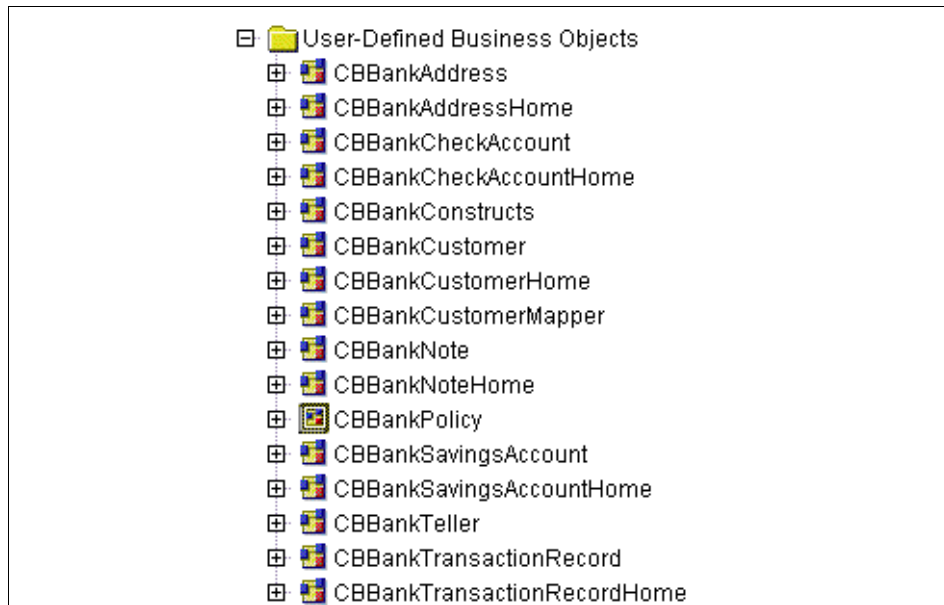 User-Defined Business Objects
CBBankAddress
CBBankAddressHome
CBBankCheckAccount
CBBankCheckAccountHome
CBBankConstructs
CBBankCustomer
CBBankCustomerHome
CBBankCustomerMapper
CBBankNote
CBBankNoteHome
CBBankPolicy
CBBankSavingsAccount
CBBankSavingsAccountHome
CBBankTeller
CBBankTransactionRecord
CBBankTransactionRecordHome